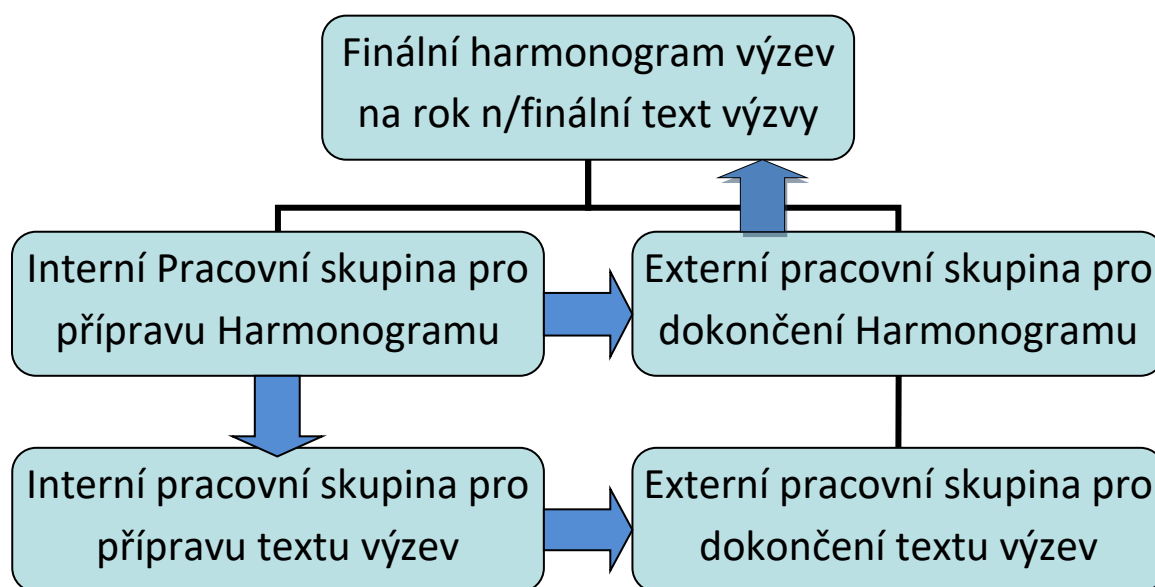 Finální harmonogram výzev
na rok n/finální text výzvy
Interní Pracovní skupina pro
přípravu Harmonogramu
Externí pracovní skupina pro
dokončení Harmonogramu
Interní pracovní skupina pro
přípravu textu výzev
Externí pracovní skupina pro
dokončení textu výzev